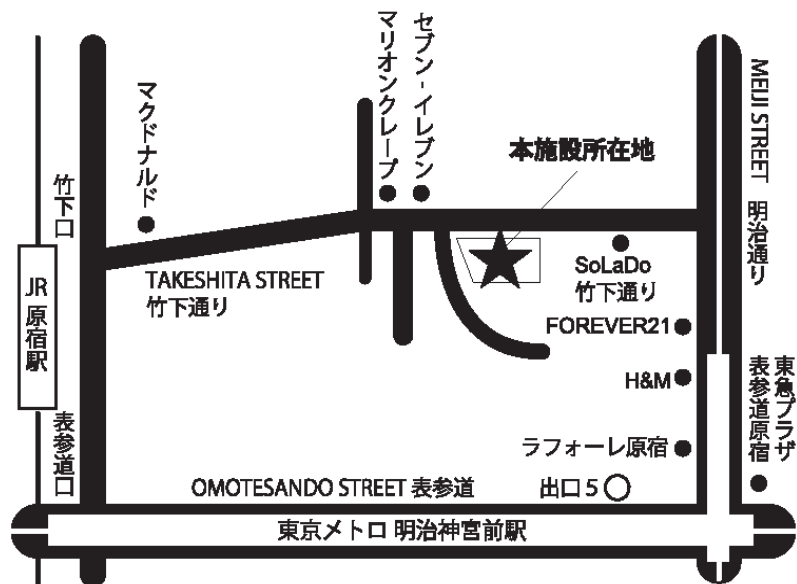 セブン-イレブン
マリオンクレープ
マクドナルド
本施設所在地
MEIJI STREET 明治通り
竹下口
JR 原宿駅
表参道口
TAKESHITA STREET
竹下通り
SoLaDo
竹下通り
FOREVER21
H&M
ラフォーレ原宿
東急プラザ
表参道原宿
OMOTESANDO STREET 表参道
出口5
東京メトロ 明治神宮前駅